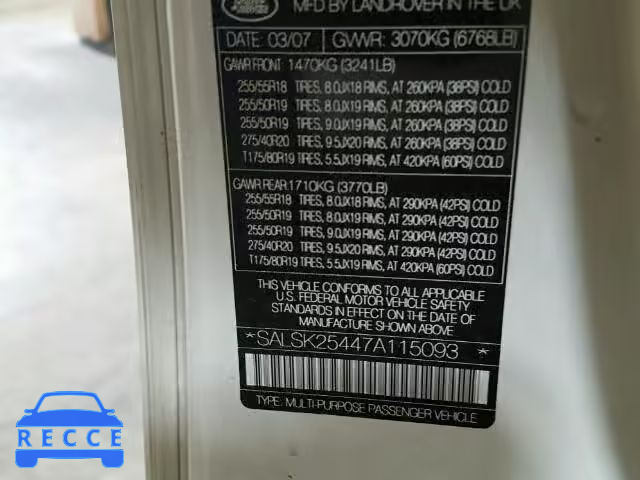 LAND ROVER
MFD BY LANDROVER IN THE UK
DATE: 03/07 GVWR: 3070KG (6768LB)
GAWR FRONT: 1470KG (3241LB)
255/55R18 TIRES, 8.0JX18 RIMS, AT 260KPA (38PSI) COLD
255/50R19 TIRES, 8.0JX19 RIMS, AT 260KPA (38PSI) COLD
255/50R19 TIRES, 9.0JX19 RIMS, AT 260KPA (38PSI) COLD
275/40R20 TIRES, 9.5JX20 RIMS, AT 260KPA (38PSI) COLD
T175/80R19 TIRES, 5.5JX19 RIMS, AT 420KPA (60PSI) COLD
GAWR REAR 1710KG (3770LB)
255/55R18 TIRES, 8.0JX18 RIMS, AT 290KPA (42PSI) COLD
255/50R19 TIRES, 8.0JX19 RIMS, AT 290KPA (42PSI) COLD
255/50R19 TIRES, 9.0JX19 RIMS, AT 290KPA (42PSI) COLD
275/40R20 TIRES, 9.5JX20 RIMS, AT 290KPA (42PSI) COLD
T175/80R19 TIRES, 5.5JX19 RIMS, AT 420KPA (60PSI) COLD
THIS VEHICLE CONFORMS TO ALL APPLICABLE
U.S. FEDERAL MOTOR VEHICLE SAFETY
STANDARDS IN EFFECT ON THE DATE OF
MANUFACTURE SHOWN ABOVE
*SALSK25447A115093 *
TYPE: MULTI-PURPOSE PASSENGER VEHICLE
RECCE